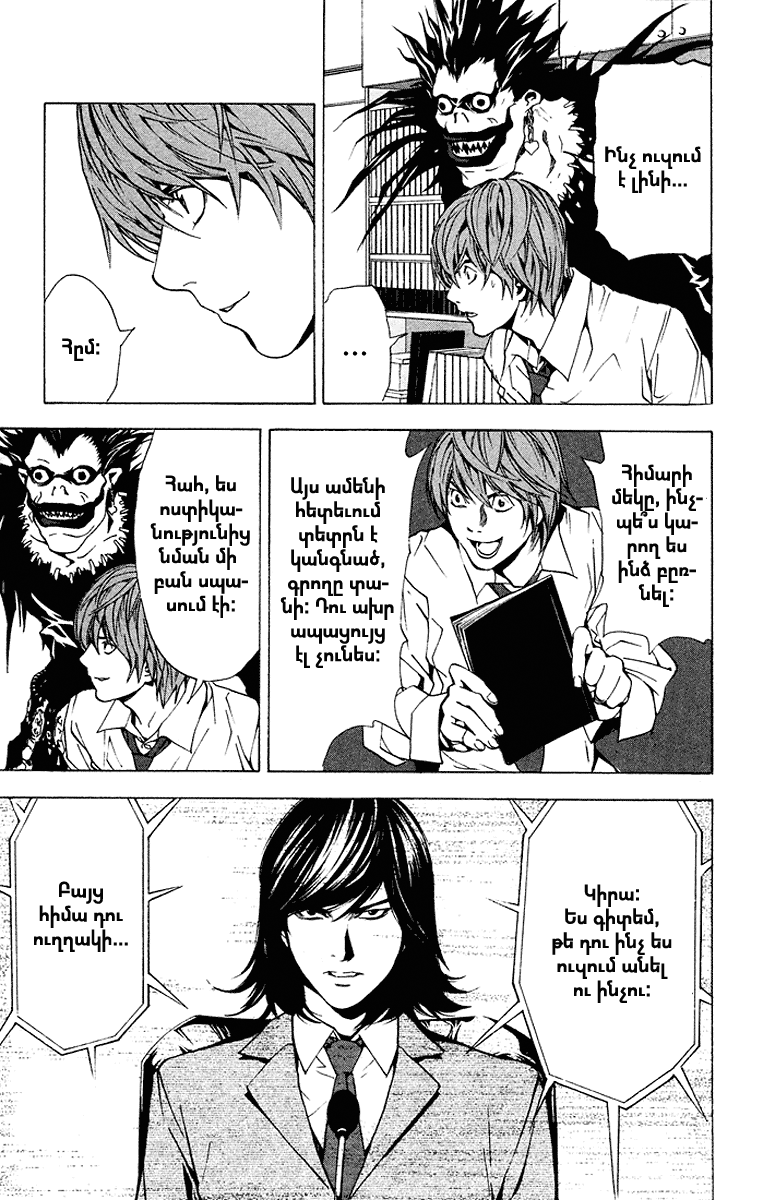 Ինչ ուզում
է լինի...
...
Հըմ:
Հիմարի
մեկը, ինչ-
պե՞ս կա-
րող ես
ինձ բըռ-
նել:
Այս ամենի
հետեւում
տետրն է
կանգնած,
գրողը տա-
նի: Դու ախր
ապացույց
էլ չունես:
Հահ, ես
ոստիկա-
նությունից
նման մի
բան սպա-
սում էի:
Կիրա:
Ես գիտեմ,
թե դու ինչ ես
ուզում անել
ու ինչու:
Բայց
հիմա դու
ուղղակի...